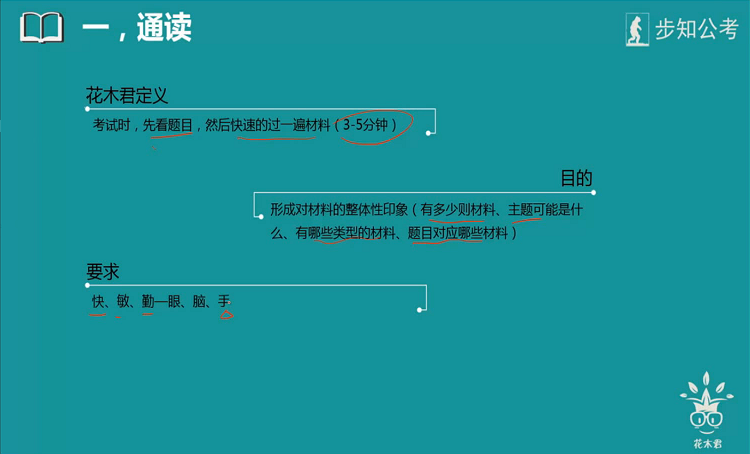 一，通读
步知公考
花木君定义
考试时，先看题目，然后快速的过一遍材料（3-5分钟）
目的
形成对材料的整体性印象（有多少则材料、主题可能是什
么、有哪些类型的材料、题目对应哪些材料）
要求
快、敏、勤—眼、脑、手
花木君